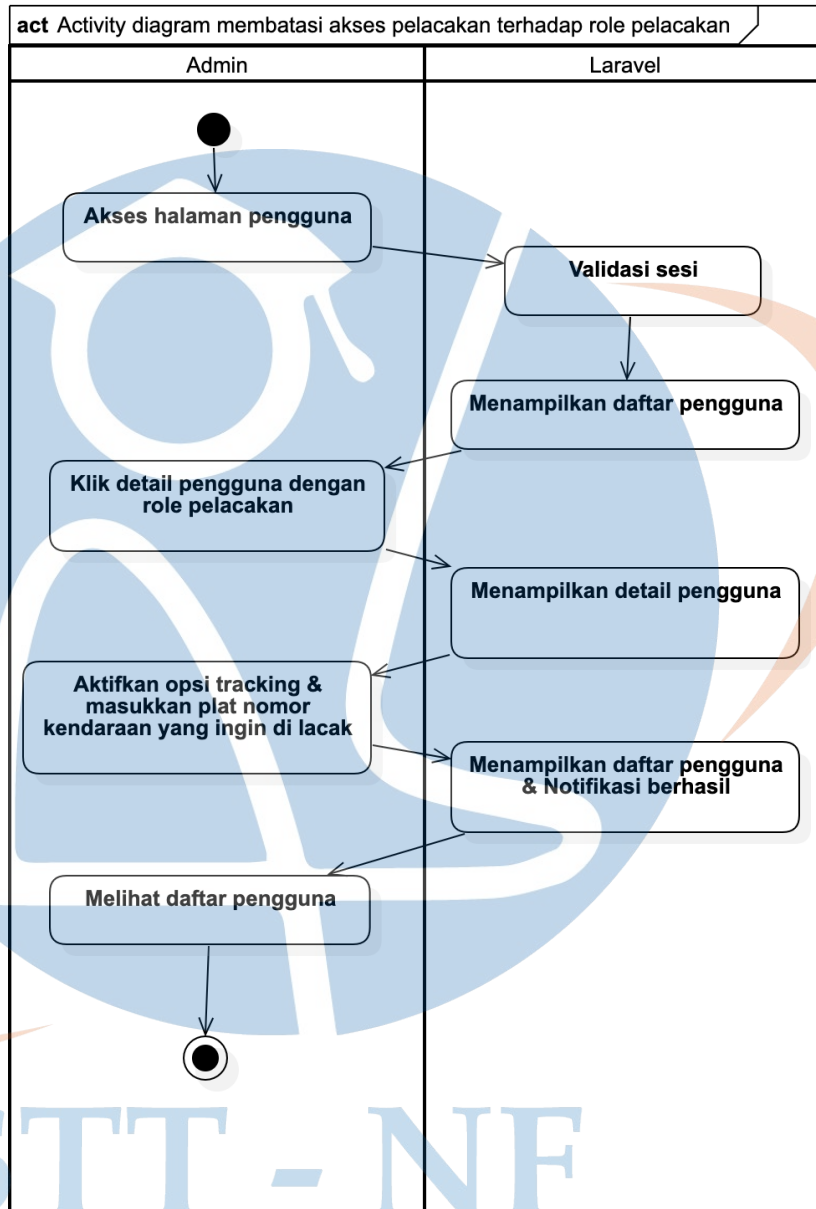 act Activity diagram membatasi akses pelacakan terhadap role pelacakan
Admin
Laravel
Akses halaman pengguna
Validasi sesi
Menampilkan daftar pengguna
Klik detail pengguna dengan
role pelacakan
Menampilkan detail pengguna
Aktifkan opsi tracking &
masukkan plat nomor
kendaraan yang ingin di lacak
Menampilkan daftar pengguna
& Notifikasi berhasil
Melihat daftar pengguna
STT - NF